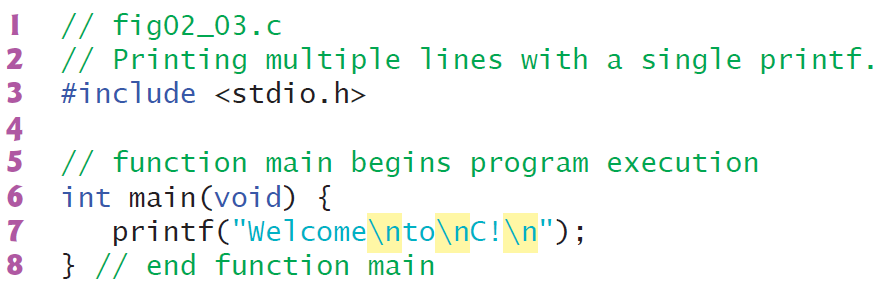 1 // fig02_03.c
2 // Printing multiple lines with a single printf.
3 #include <stdio.h>
4
5 // function main begins program execution
6 int main(void) {
7    printf("Welcome\nto\nC!\n");
8 } // end function main